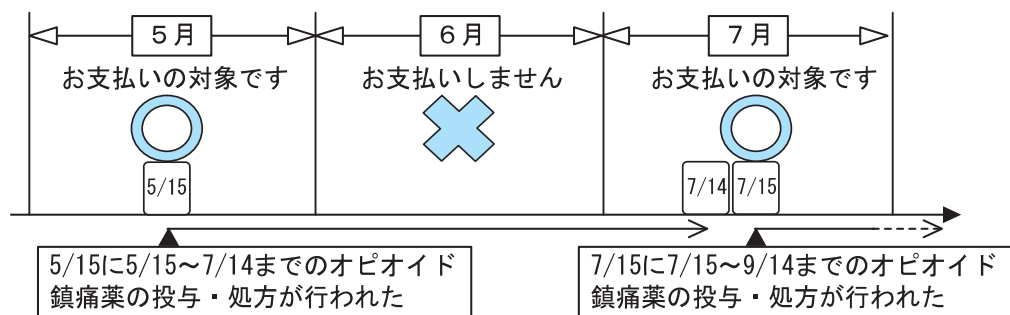 5月
6月
7月
お支払いの対象です
お支払いしません
お支払いの対象です
5/15
7/14
7/15
5/15に5/15～7/14までのオピオイド
鎮痛薬の投与・処方が行われた
7/15に7/15～9/14までのオピオイド
鎮痛薬の投与・処方が行われた